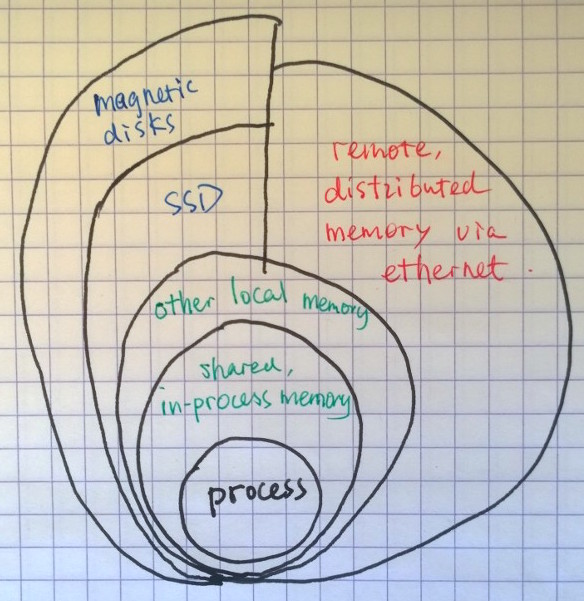 magnetic
disks
SSD
remote,
distributed
memory via
ethernet.
other local memory
shared,
in-process memory
process